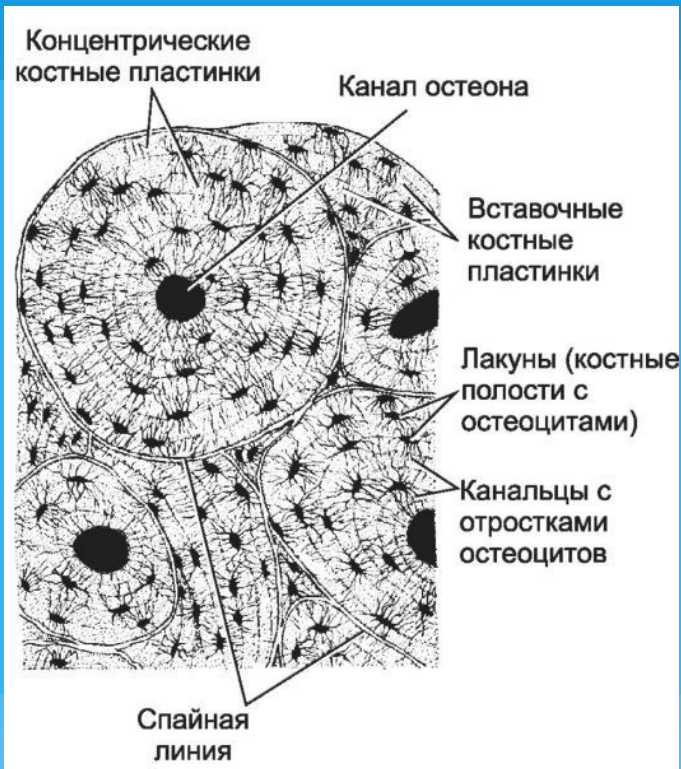 Концентрические
костные пластинки
Канал остеона
Вставочные
костные
пластинки
Лакуны (костные
полости с
остеоцитами)
Канальцы с
отростками
остеоцитов
Спайная
линия